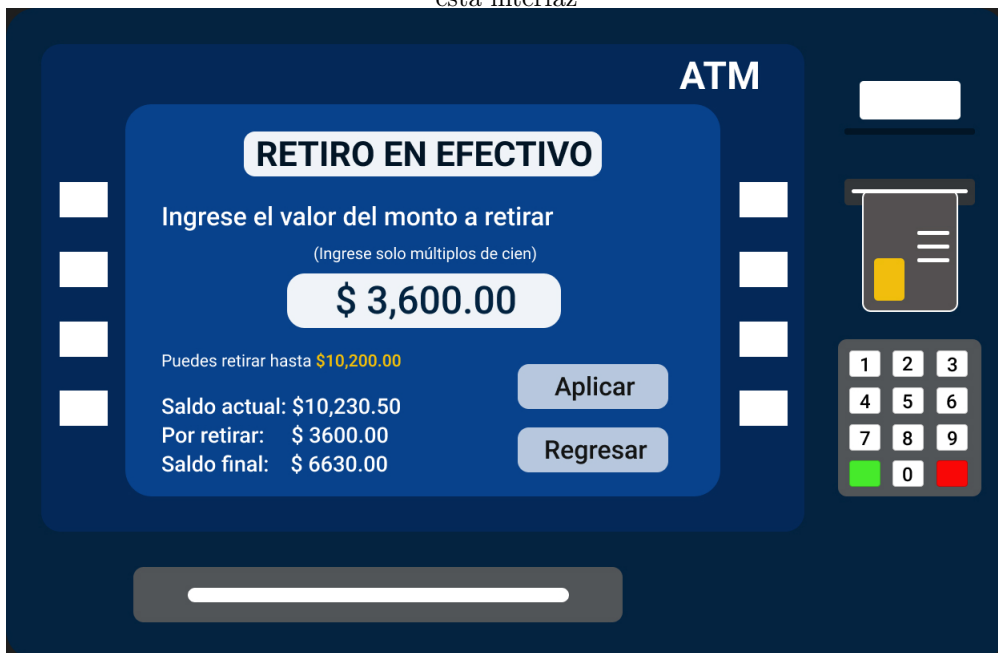 esta interfaz
ATM
RETIRO EN EFECTIVO
Ingrese el valor del monto a retirar
(Ingrese solo múltiplos de cien)
$ 3,600.00
Puedes retirar hasta $10,200.00
Saldo actual: $10,230.50
Por retirar: $ 3600.00
Saldo final: $ 6630.00
Aplicar
Regresar
1 2 3
4 5 6
7 8 9
0